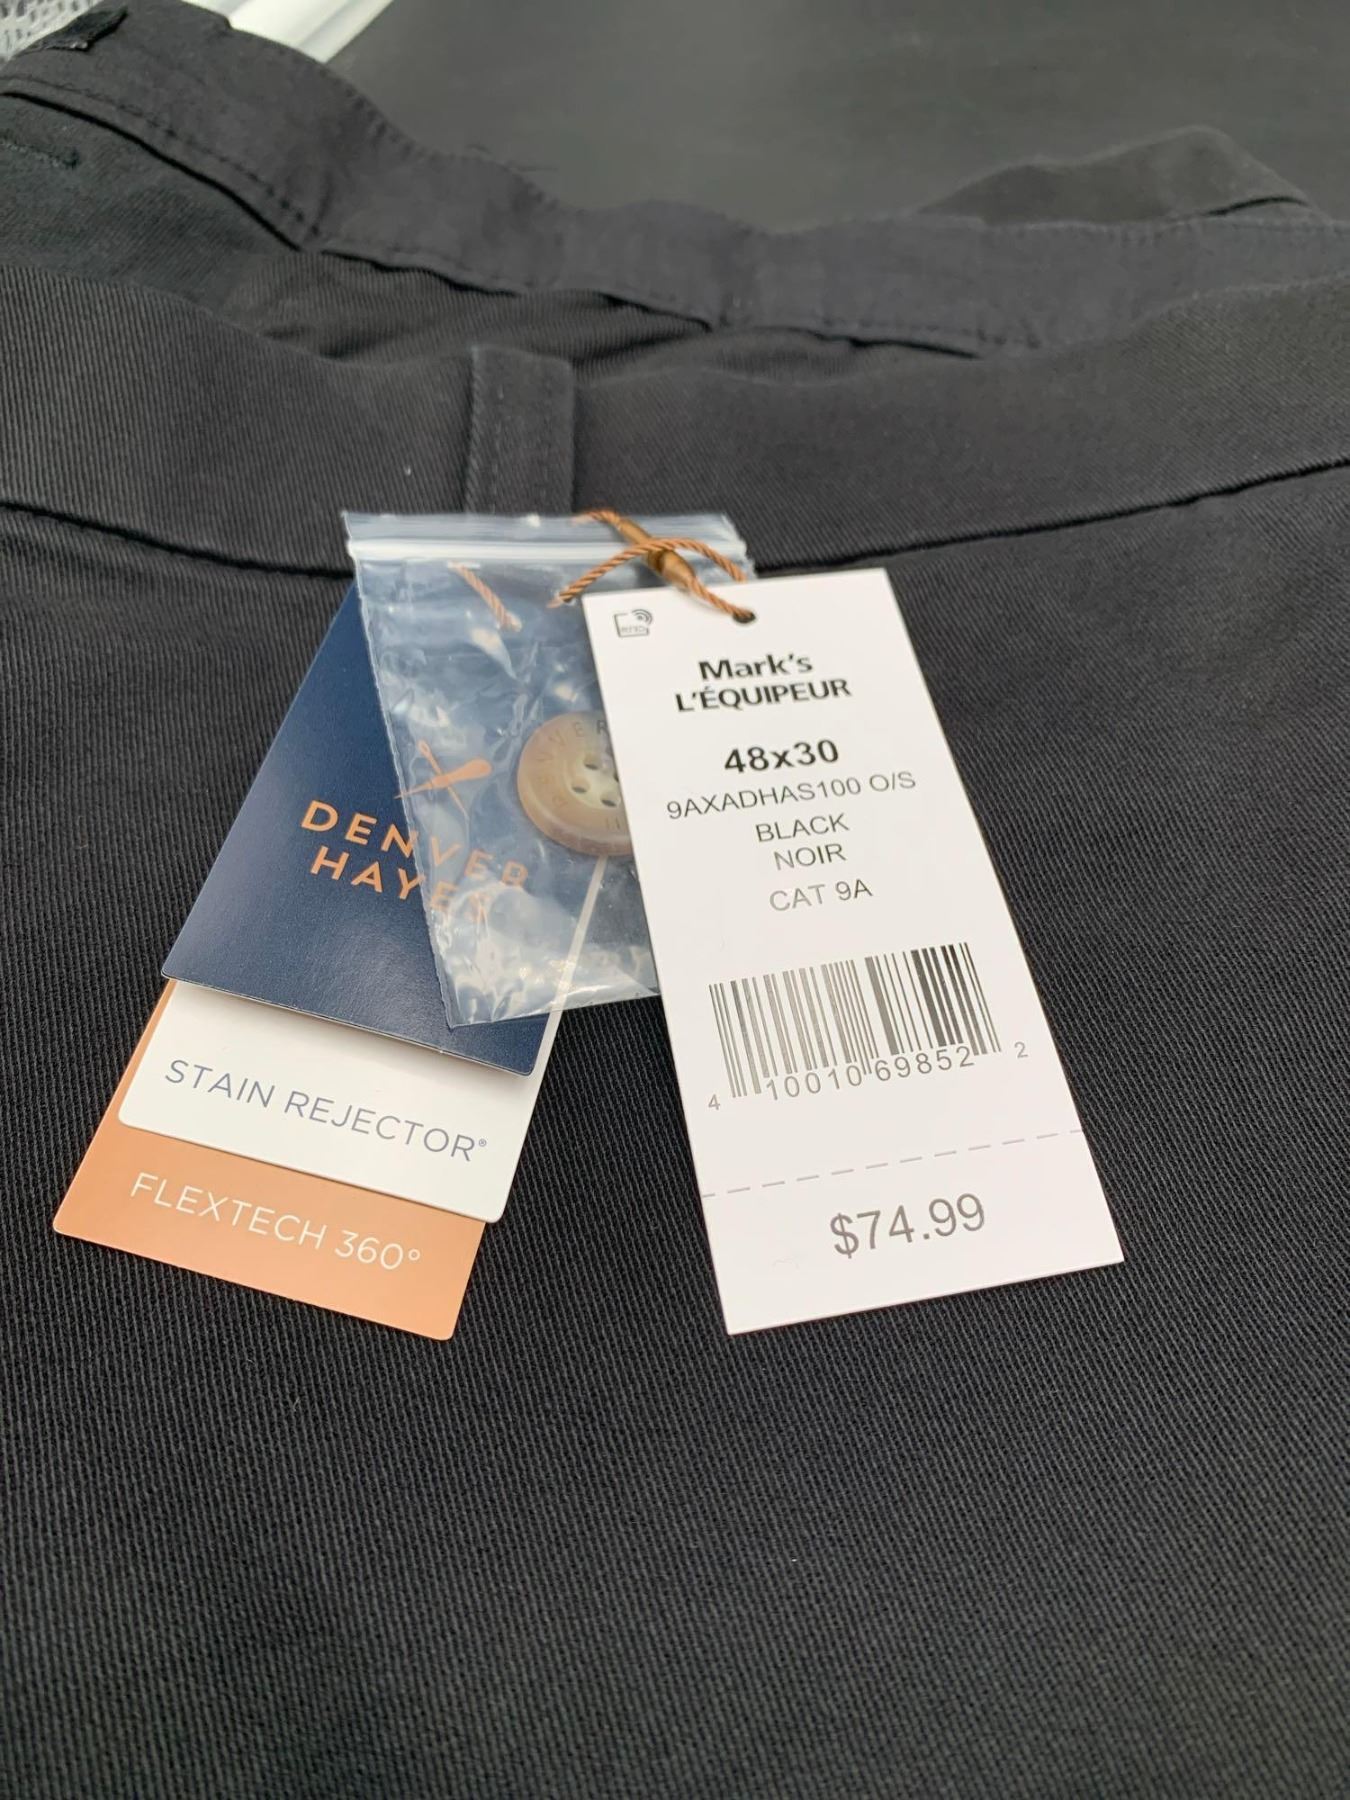 DENVER
HAYES
STAIN REJECTOR®
FLEXTECH 360°
Mark's
L'ÉQUIPEUR
48x30
9AXADHAS100 O/S
BLACK
NOIR
CAT 9A
4 10010 69852 2
$74.99